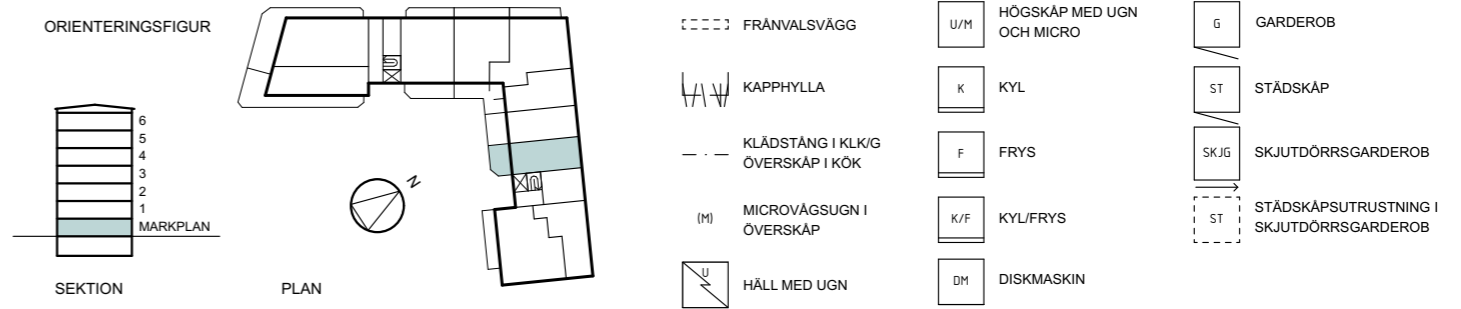 ORIENTERINGSFIGUR
6
5
4
3
2
1
MARKPLAN
SEKTION
N
PLAN
FRÅNVALSVÄGG
KAPPHYLLA
KLÄDSTÅNG I KLK/G
ÖVERSKÅP I KÖK
(M)
MICROVÅGSUGN I
ÖVERSKÅP
U
HÄLL MED UGN
U/M
HÖGSKÅP MED UGN
OCH MICRO
K
KYL
F
FRYS
K/F
KYL/FRYS
DM
DISKMASKIN
G
GARDEROB
ST
STÄDSKÅP
SKJG
SKJUTDÖRRSGARDEROB
ST
STÄDSKÅPSUTRUSTNING I
SKJUTDÖRRSGARDEROB